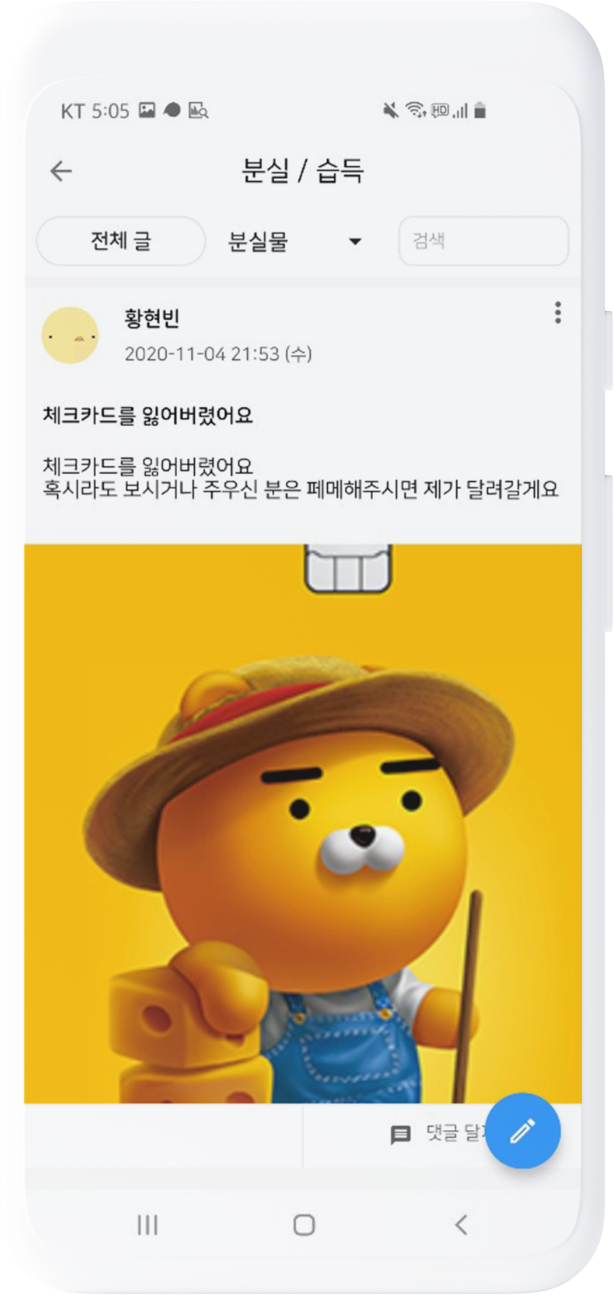 KT 5:05
분실 / 습득
전체 글 분실물 검색
황현빈
2020-11-04 21:53 (수)
체크카드를 잃어버렸어요
체크카드를 잃어버렸어요
혹시라도 보시거나 주우신 분은 페메해주시면 제가 달려갈게요
댓글